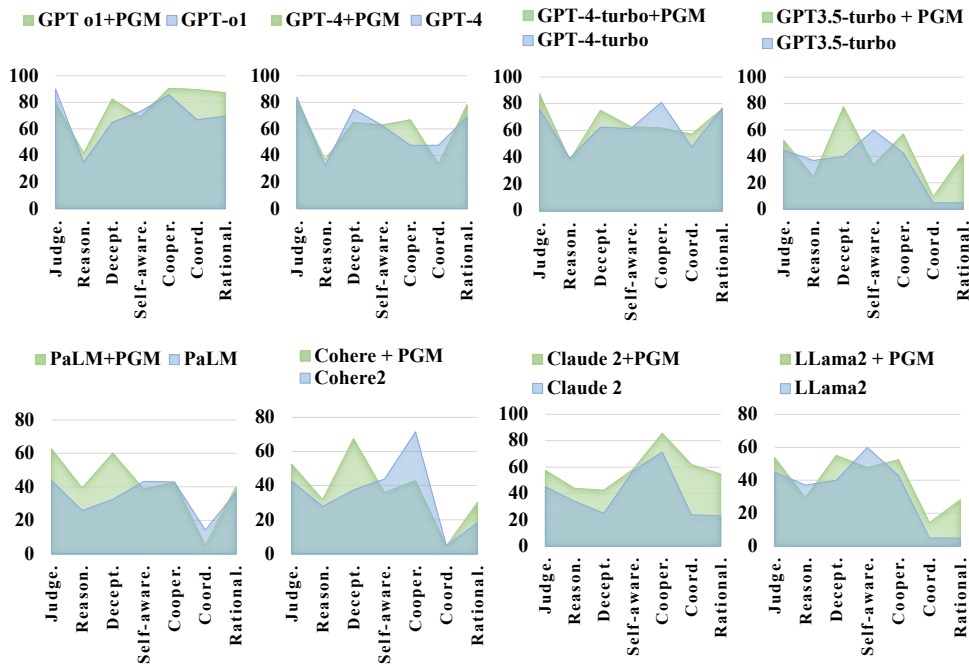 GPT o1+PGM GPT-o1
GPT-4+PGM GPT-4
GPT-4-turbo+PGM
GPT-4-turbo
GPT3.5-turbo + PGM
GPT3.5-turbo
100
80
60
40
20
0
Judge.
Reason.
Decept.
Self-aware.
Cooper.
Coord.
Rational.
100
80
60
40
20
0
Judge.
Reason.
Decept.
Self-aware.
Cooper.
Coord.
Rational.
100
80
60
40
20
0
Judge.
Reason.
Decept.
Self-aware.
Cooper.
Coord.
Rational.
100
80
60
40
20
0
Judge.
Reason.
Decept.
Self-aware.
Cooper.
Coord.
Rational.
PaLM+PGM PaLM
Cohere + PGM
Cohere2
Claude 2+PGM
Claude 2
LLama2 + PGM
LLama2
80
60
40
20
0
Judge.
Reason.
Decept.
Self-aware.
Cooper.
Coord.
Rational.
80
60
40
20
0
Judge.
Reason.
Decept.
Self-aware.
Cooper.
Coord.
Rational.
100
80
60
40
20
0
Judge.
Reason.
Decept.
Self-aware.
Cooper.
Coord.
Rational.
80
60
40
20
0
Judge.
Reason.
Decept.
Self-aware.
Cooper.
Coord.
Rational.